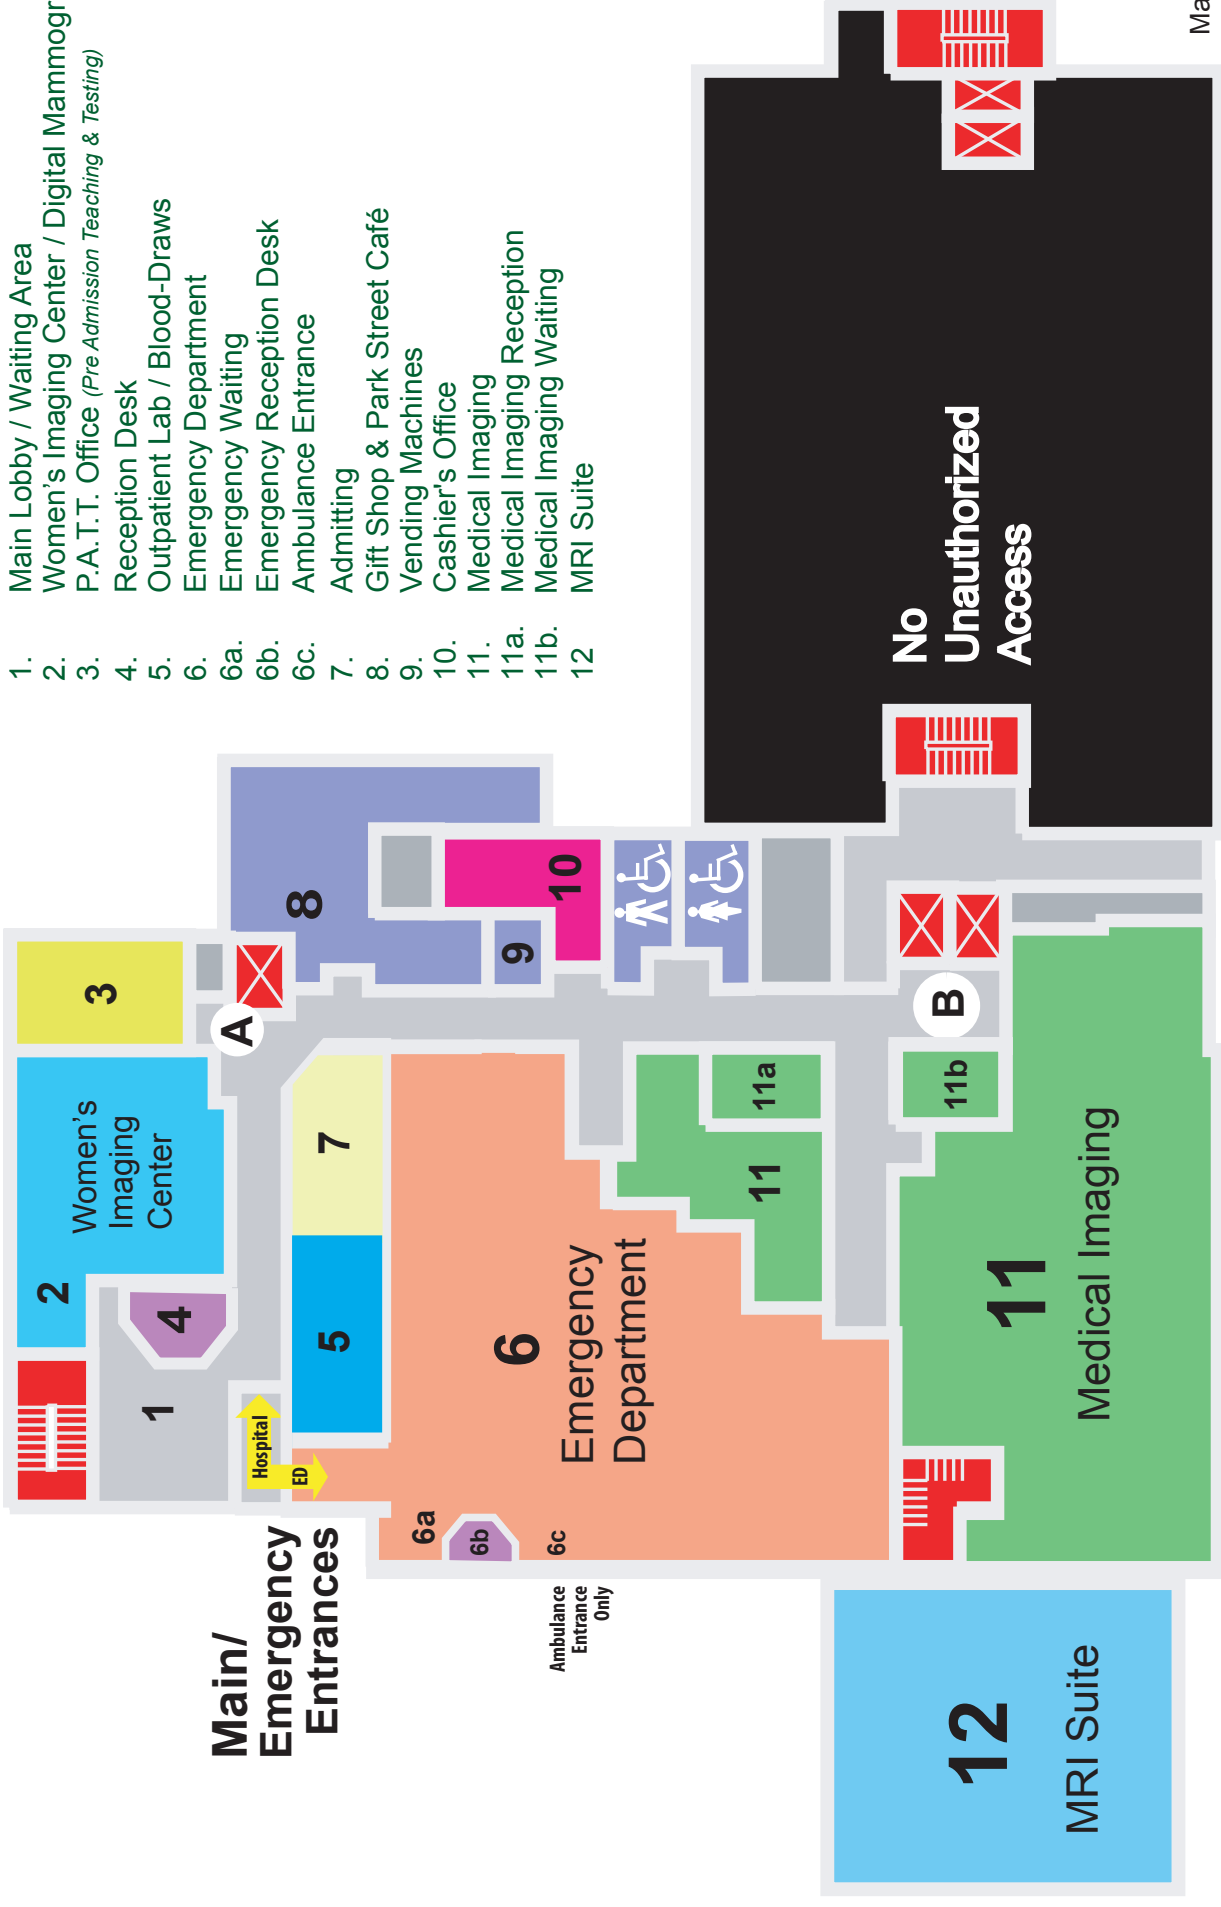 1. Main Lobby / Waiting Area
2. Women's Imaging Center / Digital Mammogr
3. P.A.T.T. Office (Pre Admission Teaching & Testing)
4. Reception Desk
5. Outpatient Lab / Blood-Draws
6. Emergency Department
6a. Emergency Waiting
6b. Emergency Reception Desk
6c. Ambulance Entrance
7. Admitting
8. Gift Shop & Park Street Café
9. Vending Machines
10. Cashier's Office
11. Medical Imaging
11a. Medical Imaging Reception
11b. Medical Imaging Waiting
12 MRI Suite
Main/
Emergency
Entrances
Hospital
ED
1
2
Women's
Imaging
Center
3
4
A
5
7
8
9
10
6
Emergency
Department
6a
6b
6c
Ambulance
Entrance
Only
11
11a
11b
B
11
Medical Imaging
12
MRI Suite
No
Unauthorized
Access
Ma